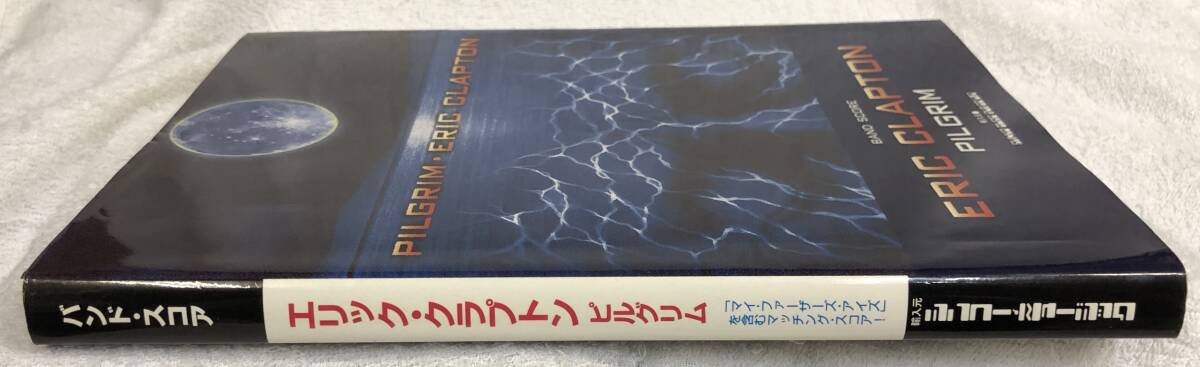 PILGRIM・ERIC CLAPTON
BAND SCORE
ERIC CLAPTON
PILGRIM
バンド・スコア
エリック・クラプトン ピルグリム
「マイ・ファーザーズ・アイズ」
を含むマッチング・スコア!
輸入元
シンコー・ミュージック